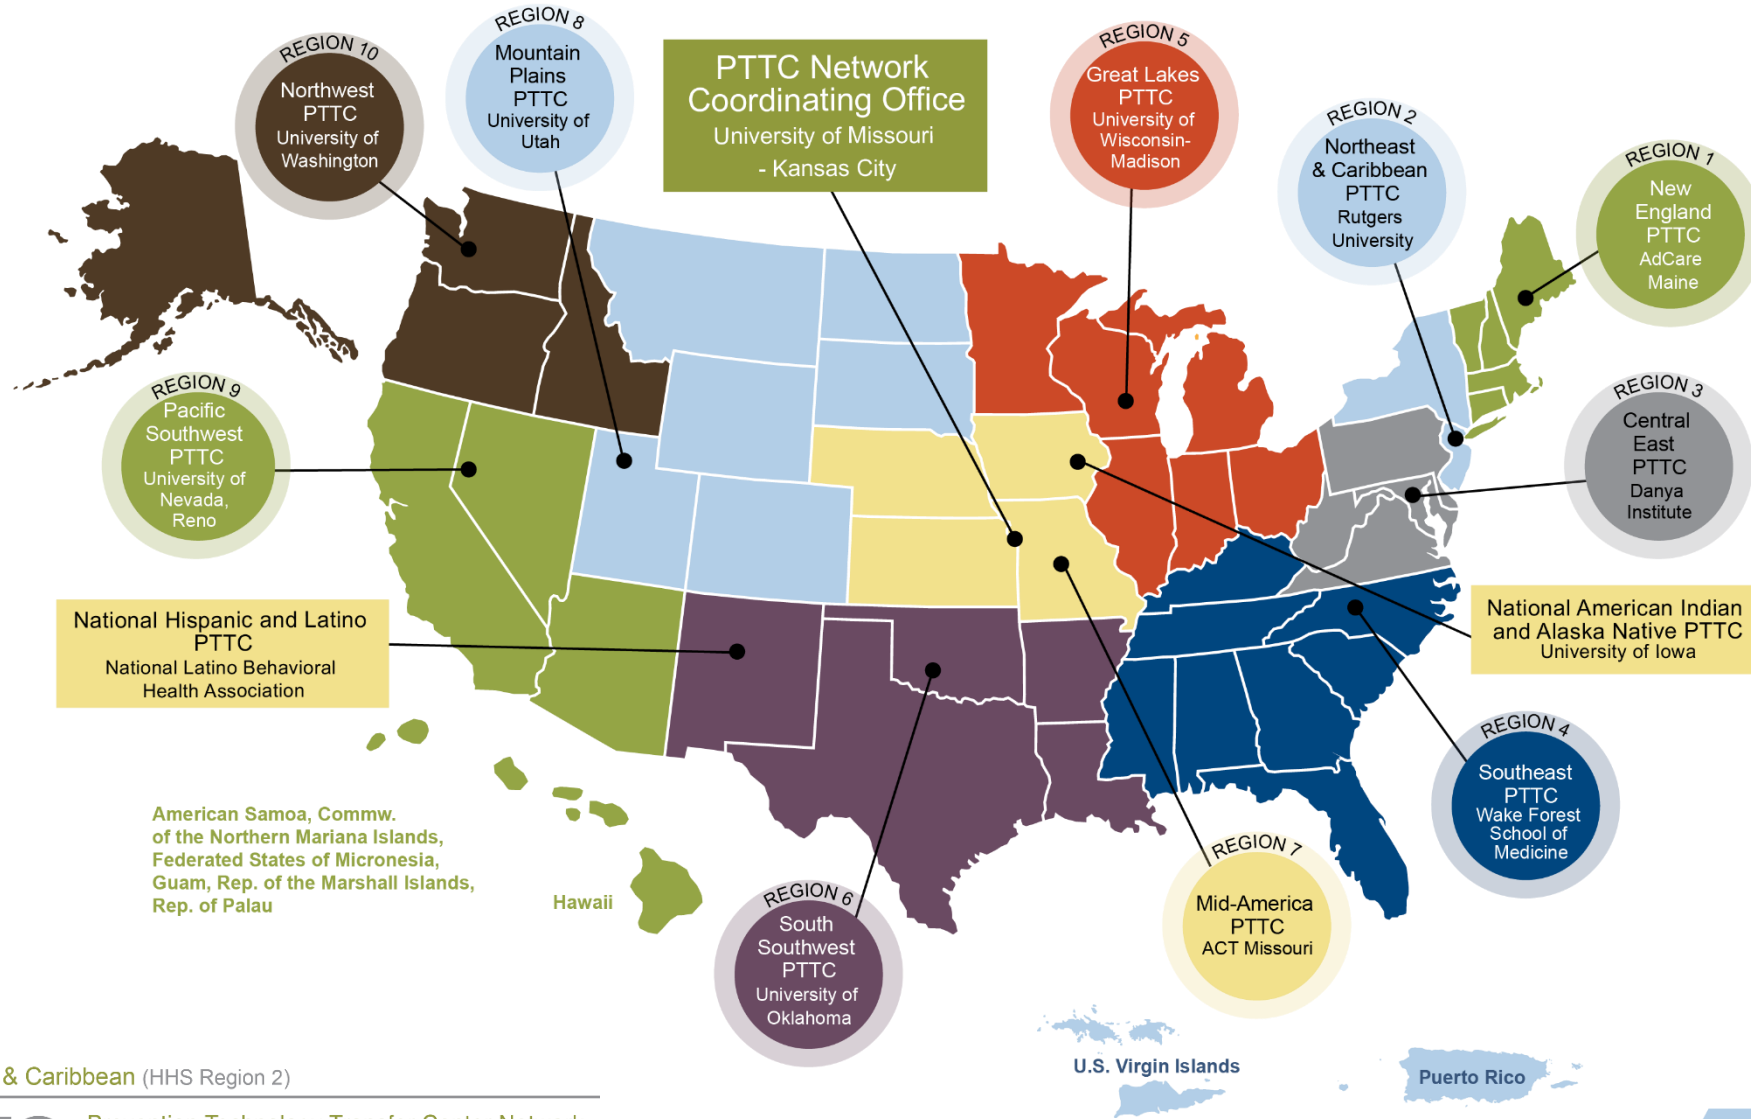 REGION 10
Northwest
PTTC
University of
Washington
REGION 8
Mountain
Plains
PTTC
University of
Utah
PTTC Network
Coordinating Office
University of Missouri
- Kansas City
REGION 5
Great Lakes
PTTC
University of
Wisconsin-
Madison
REGION 2
Northeast
& Caribbean
PTTC
Rutgers
University
REGION 1
New
England
PTTC
AdCare
Maine
REGION 9
Pacific
Southwest
PTTC
University of
Nevada,
Reno
REGION 3
Central
East
PTTC
Danya
Institute
National Hispanic and Latino
PTTC
National Latino Behavioral
Health Association
National American Indian
and Alaska Native PTTC
University of Iowa
REGION 4
Southeast
PTTC
Wake Forest
School of
Medicine
American Samoa, Commw.
of the Northern Mariana Islands,
Federated States of Micronesia,
Guam, Rep. of the Marshall Islands,
Rep. of Palau
Hawaii
REGION 6
South
Southwest
PTTC
University of
Oklahoma
REGION 7
Mid-America
PTTC
ACT Missouri
U.S. Virgin Islands
Puerto Rico
& Caribbean (HHS Region 2)
Prevention Technology Transfer Center Network